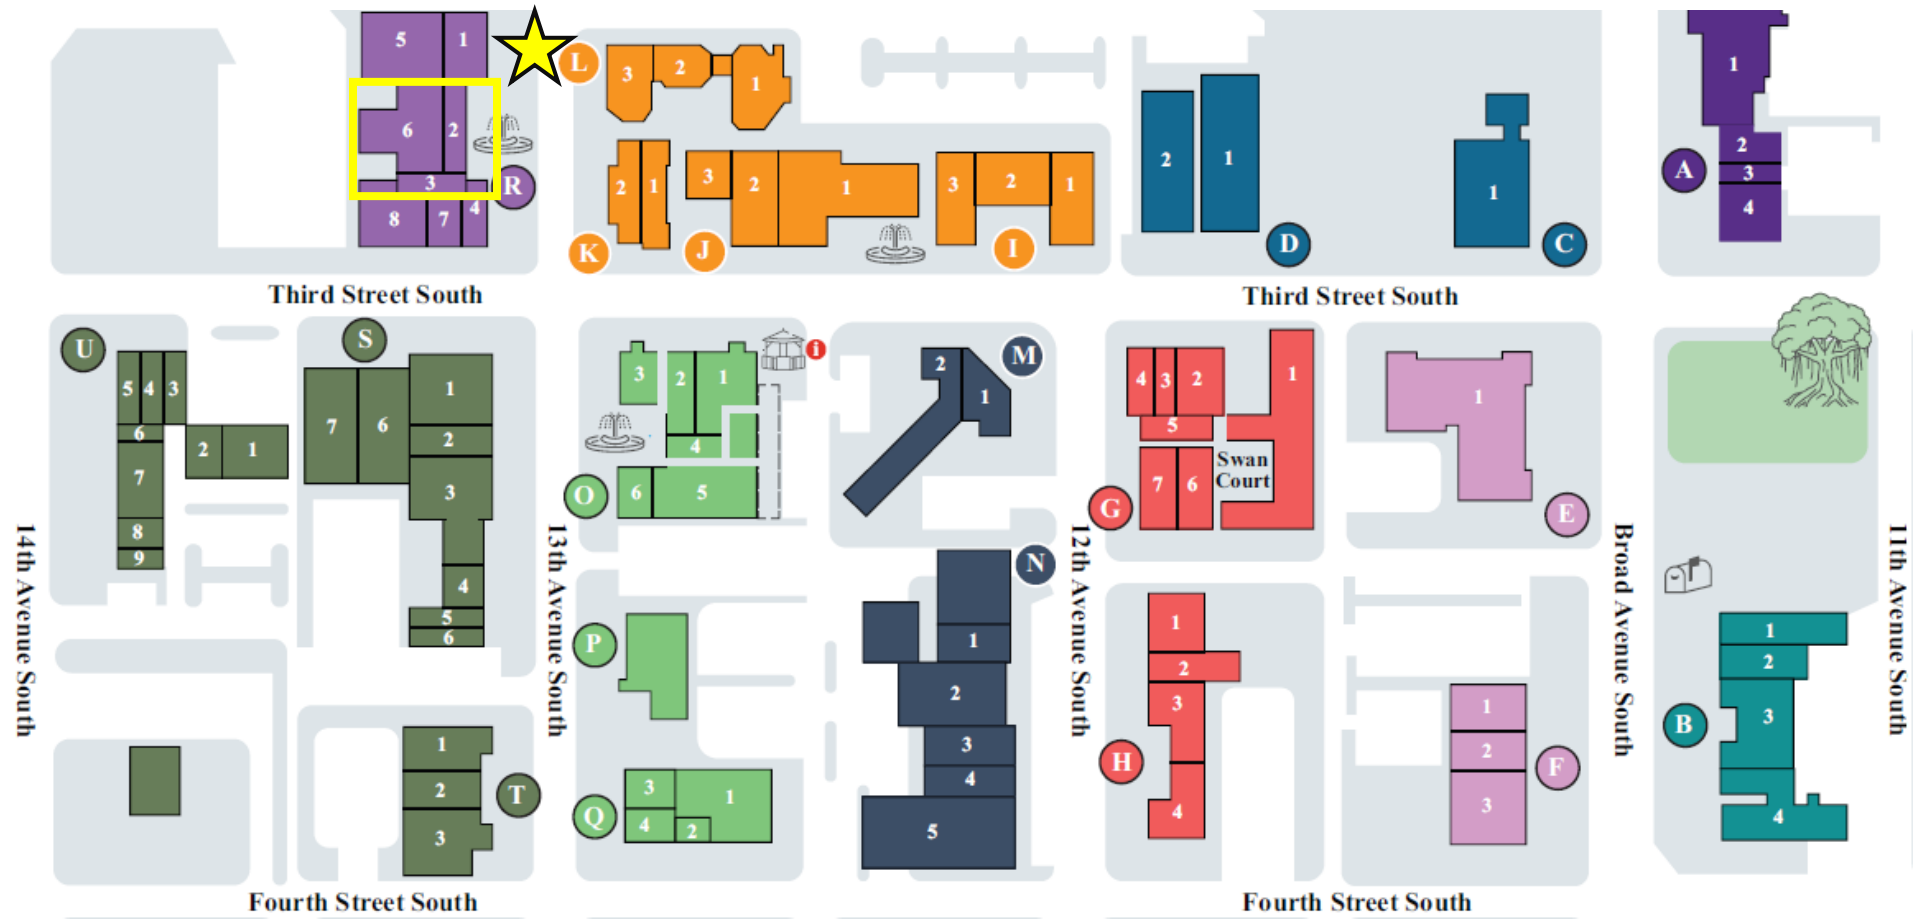 5 1
6 2
3
8 7 4
R
L
3 2 1
K
2 1
J
3 2 1
I
3 2 1
D
2 1
C
1
A
1
2
3
4
Third Street South
Third Street South
U
5 4 3
6
2 1
7
8
9
S
1
7 6
2
3
4
5
6
T
1
2
3
O
3 2 1
i
4
6 5
P
Q
3 1
4 2
M
2
1
N
1
2
3
4
5
G
4 3 2 1
5
Swan
Court
7 6
H
1
2
3
4
E
1
F
1
2
3
B
1
2
3
4
14th Avenue South
13th Avenue South
12th Avenue South
Broad Avenue South
11th Avenue South
Fourth Street South
Fourth Street South